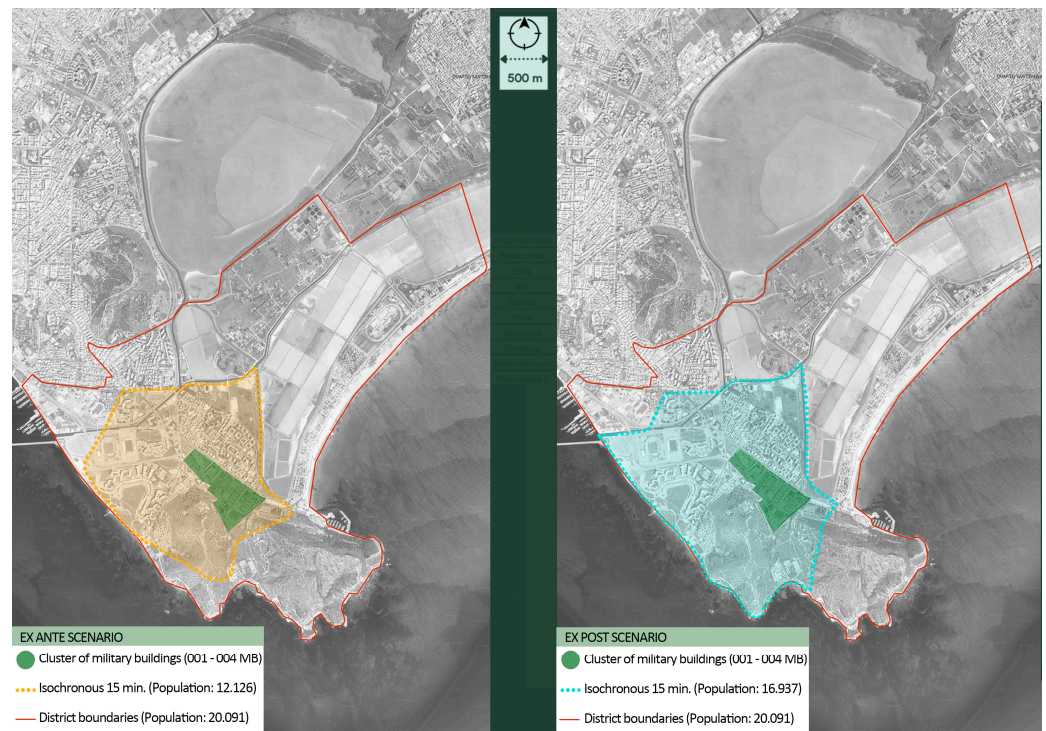 500 m
EX ANTE SCENARIO
Cluster of military buildings (001 - 004 MB)
Isochronous 15 min. (Population: 12.126)
District boundaries (Population: 20.091)
EX POST SCENARIO
Cluster of military buildings (001 - 004 MB)
Isochronous 15 min. (Population: 16.937)
District boundaries (Population: 20.091)